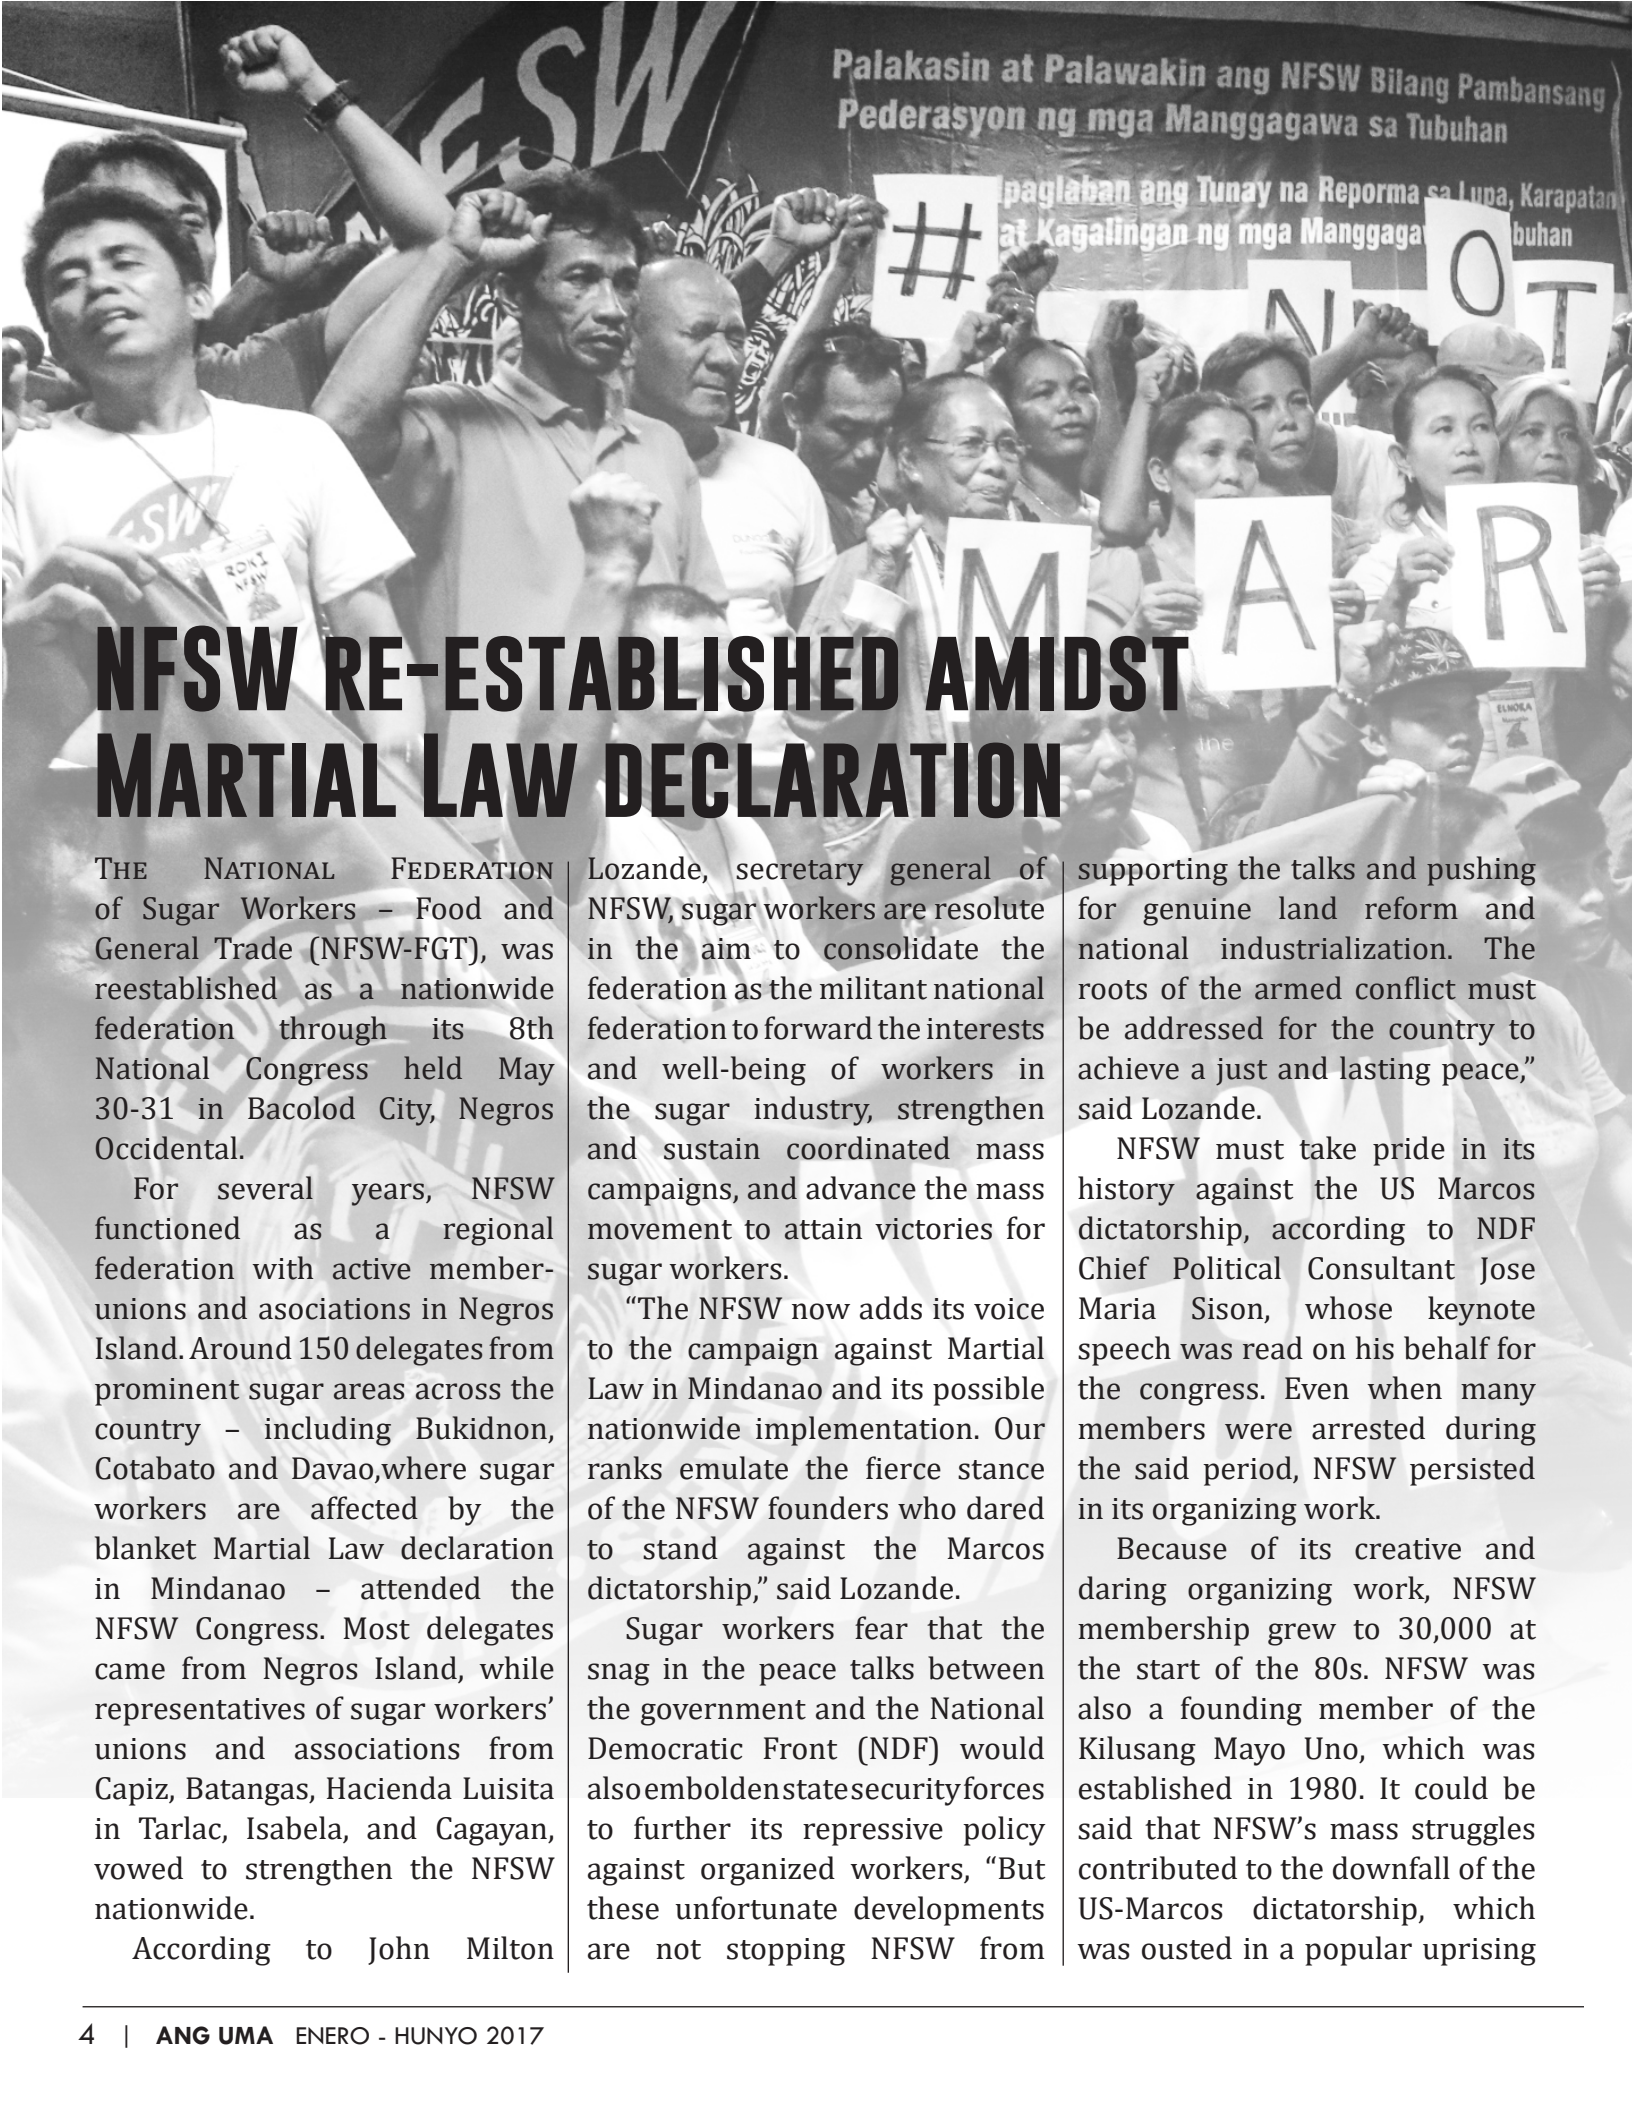 FSW
Palakasin at Palawakin ang NFSW Bilang Pambansang
Pederasyon ng mga Manggagawa sa Tubuhan
paglaban ang Tunay na Reporma sa Lupa, Karapatan
at Kagalingan ng mga
#
N O T
M A R
RONI
NFSW
ELNORA
NFSW RE-ESTABLISHED AMIDST
MARTIAL LAW DECLARATION
THE NATIONAL FEDERATION
of Sugar Workers – Food and
General Trade (NFSW-FGT), was
reestablished as a nationwide
federation through its 8th
National Congress held May
30-31 in Bacolod City, Negros
Occidental.
For several years, NFSW
functioned as a regional
federation with active member-
unions and asociations in Negros
Island. Around 150 delegates from
prominent sugar areas across the
country – including Bukidnon,
Cotabato and Davao,where sugar
workers are affected by the
blanket Martial Law declaration
in Mindanao – attended the
NFSW Congress. Most delegates
came from Negros Island, while
representatives of sugar workers’
unions and associations from
Capiz, Batangas, Hacienda Luisita
in Tarlac, Isabela, and Cagayan,
vowed to strengthen the NFSW
nationwide.
According to John Milton
Lozande, secretary general of
NFSW, sugar workers are resolute
in the aim to consolidate the
federation as the militant national
federation to forward the interests
and well-being of workers in
the sugar industry, strengthen
and sustain coordinated mass
campaigns, and advance the mass
movement to attain victories for
sugar workers.
“The NFSW now adds its voice
to the campaign against Martial
Law in Mindanao and its possible
nationwide implementation. Our
ranks emulate the fierce stance
of the NFSW founders who dared
to stand against the Marcos
dictatorship,” said Lozande.
Sugar workers fear that the
snag in the peace talks between
the government and the National
Democratic Front (NDF) would
also embolden state security forces
to further its repressive policy
against organized workers, “But
these unfortunate developments
are not stopping NFSW from
supporting the talks and pushing
for genuine land reform and
national industrialization. The
roots of the armed conflict must
be addressed for the country to
achieve a just and lasting peace,”
said Lozande.
NFSW must take pride in its
history against the US Marcos
dictatorship, according to NDF
Chief Political Consultant Jose
Maria Sison, whose keynote
speech was read on his behalf for
the congress. Even when many
members were arrested during
the said period, NFSW persisted
in its organizing work.
Because of its creative and
daring organizing work, NFSW
membership grew to 30,000 at
the start of the 80s. NFSW was
also a founding member of the
Kilusang Mayo Uno, which was
established in 1980. It could be
said that NFSW’s mass struggles
contributed to the downfall of the
US-Marcos dictatorship, which
was ousted in a popular uprising
4 | ANG UMA ENERO - HUNYO 2017